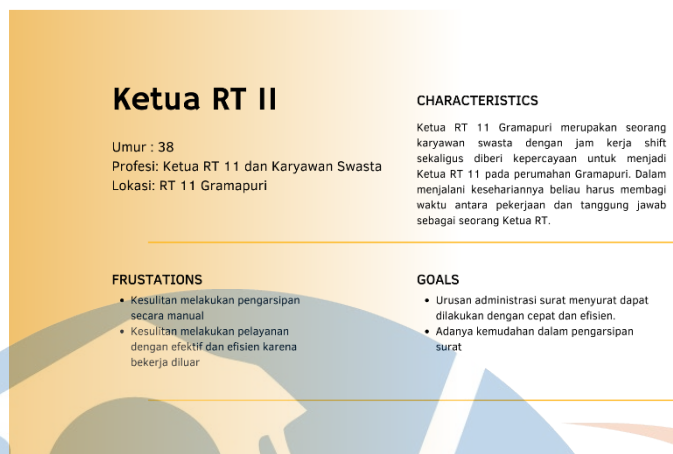 Ketua RT II
Umur : 38
Profesi: Ketua RT 11 dan Karyawan Swasta
Lokasi: RT 11 Gramapuri
CHARACTERISTICS
Ketua RT 11 Gramapuri merupakan seorang
karyawan swasta dengan jam kerja shift
sekaligus diberi kepercayaan untuk menjadi
Ketua RT 11 pada perumahan Gramapuri. Dalam
menjalani kesehariannya beliau harus membagi
waktu antara pekerjaan dan tanggung jawab
sebagai seorang Ketua RT.
FRUSTATIONS
• Kesulitan melakukan pengarsipan
secara manual
• Kesulitan melakukan pelayanan
dengan efektif dan efisien karena
bekerja diluar
GOALS
• Urusan administrasi surat menyurat dapat
dilakukan dengan cepat dan efisien.
• Adanya kemudahan dalam pengarsipan
surat